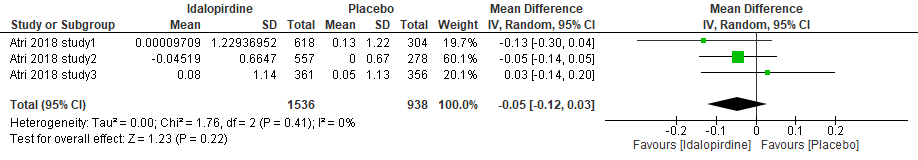 Idalopirdine Placebo Mean Difference Mean Difference
Study or Subgroup Mean SD Total Mean SD Total Weight IV, Random, 95% CI IV, Random, 95% CI
Atri 2018 study1 0.00009709 1.22936952 618 0.13 1.22 304 19.7% -0.13 [-0.30, 0.04]
Atri 2018 study2 -0.04519 0.6647 557 0 0.67 278 60.1% -0.05 [-0.14, 0.05]
Atri 2018 study3 0.08 1.14 361 0.05 1.13 356 20.1% 0.03 [-0.14, 0.20]
Total (95% CI) 1536 938 100.0% -0.05 [-0.12, 0.03]
Heterogeneity: Tau² = 0.00; Chi² = 1.76, df = 2 (P = 0.41); I² = 0%
Test for overall effect: Z = 1.23 (P = 0.22)
-0.2 -0.1 0 0.1 0.2
Favours [Idalopirdine] Favours [Placebo]